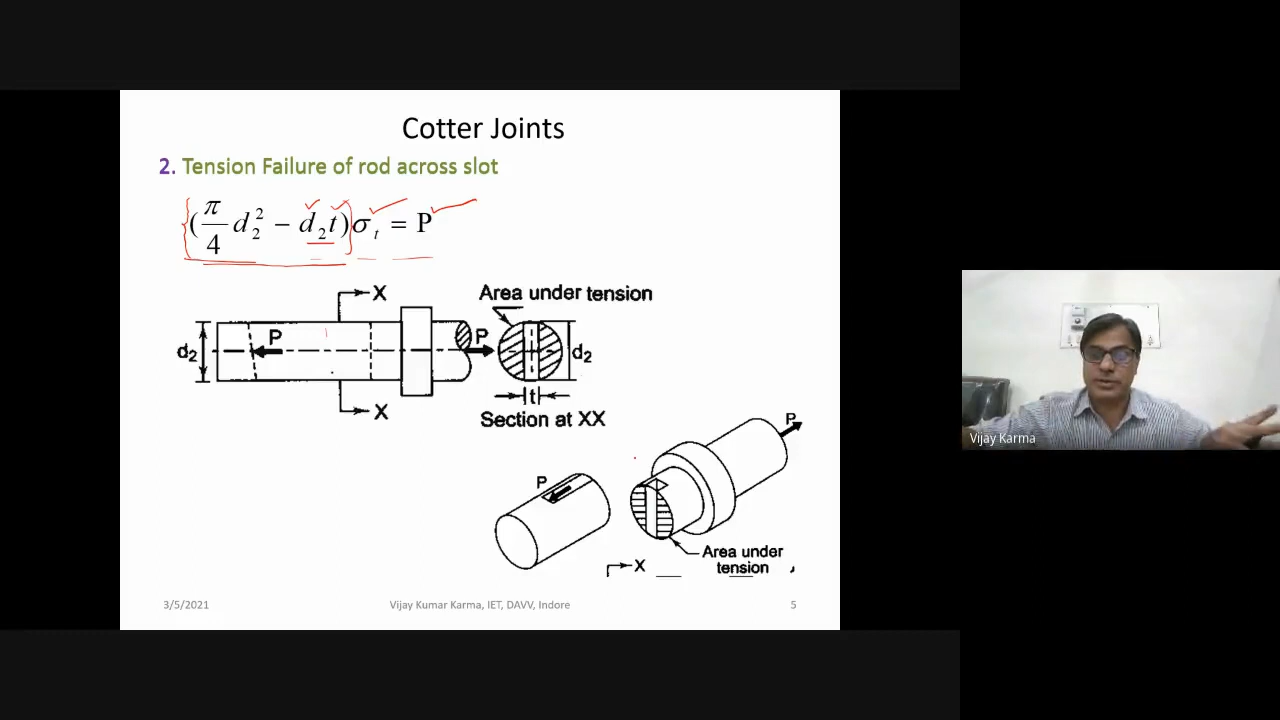 Cotter Joints
2. Tension Failure of rod across slot
(π/4 d₂² − d₂t)σₜ = P
X
Area under tension
d₂
P
P
d₂
t
X
Section at XX
P
P
Area under
tension
X
3/5/2021
Vijay Kumar Karma, IET, DAVV, Indore
5
Vijay Karma